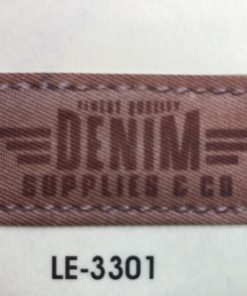 FINEST QUALITY
DENIM
SUPPLIES & CO
LE-3301